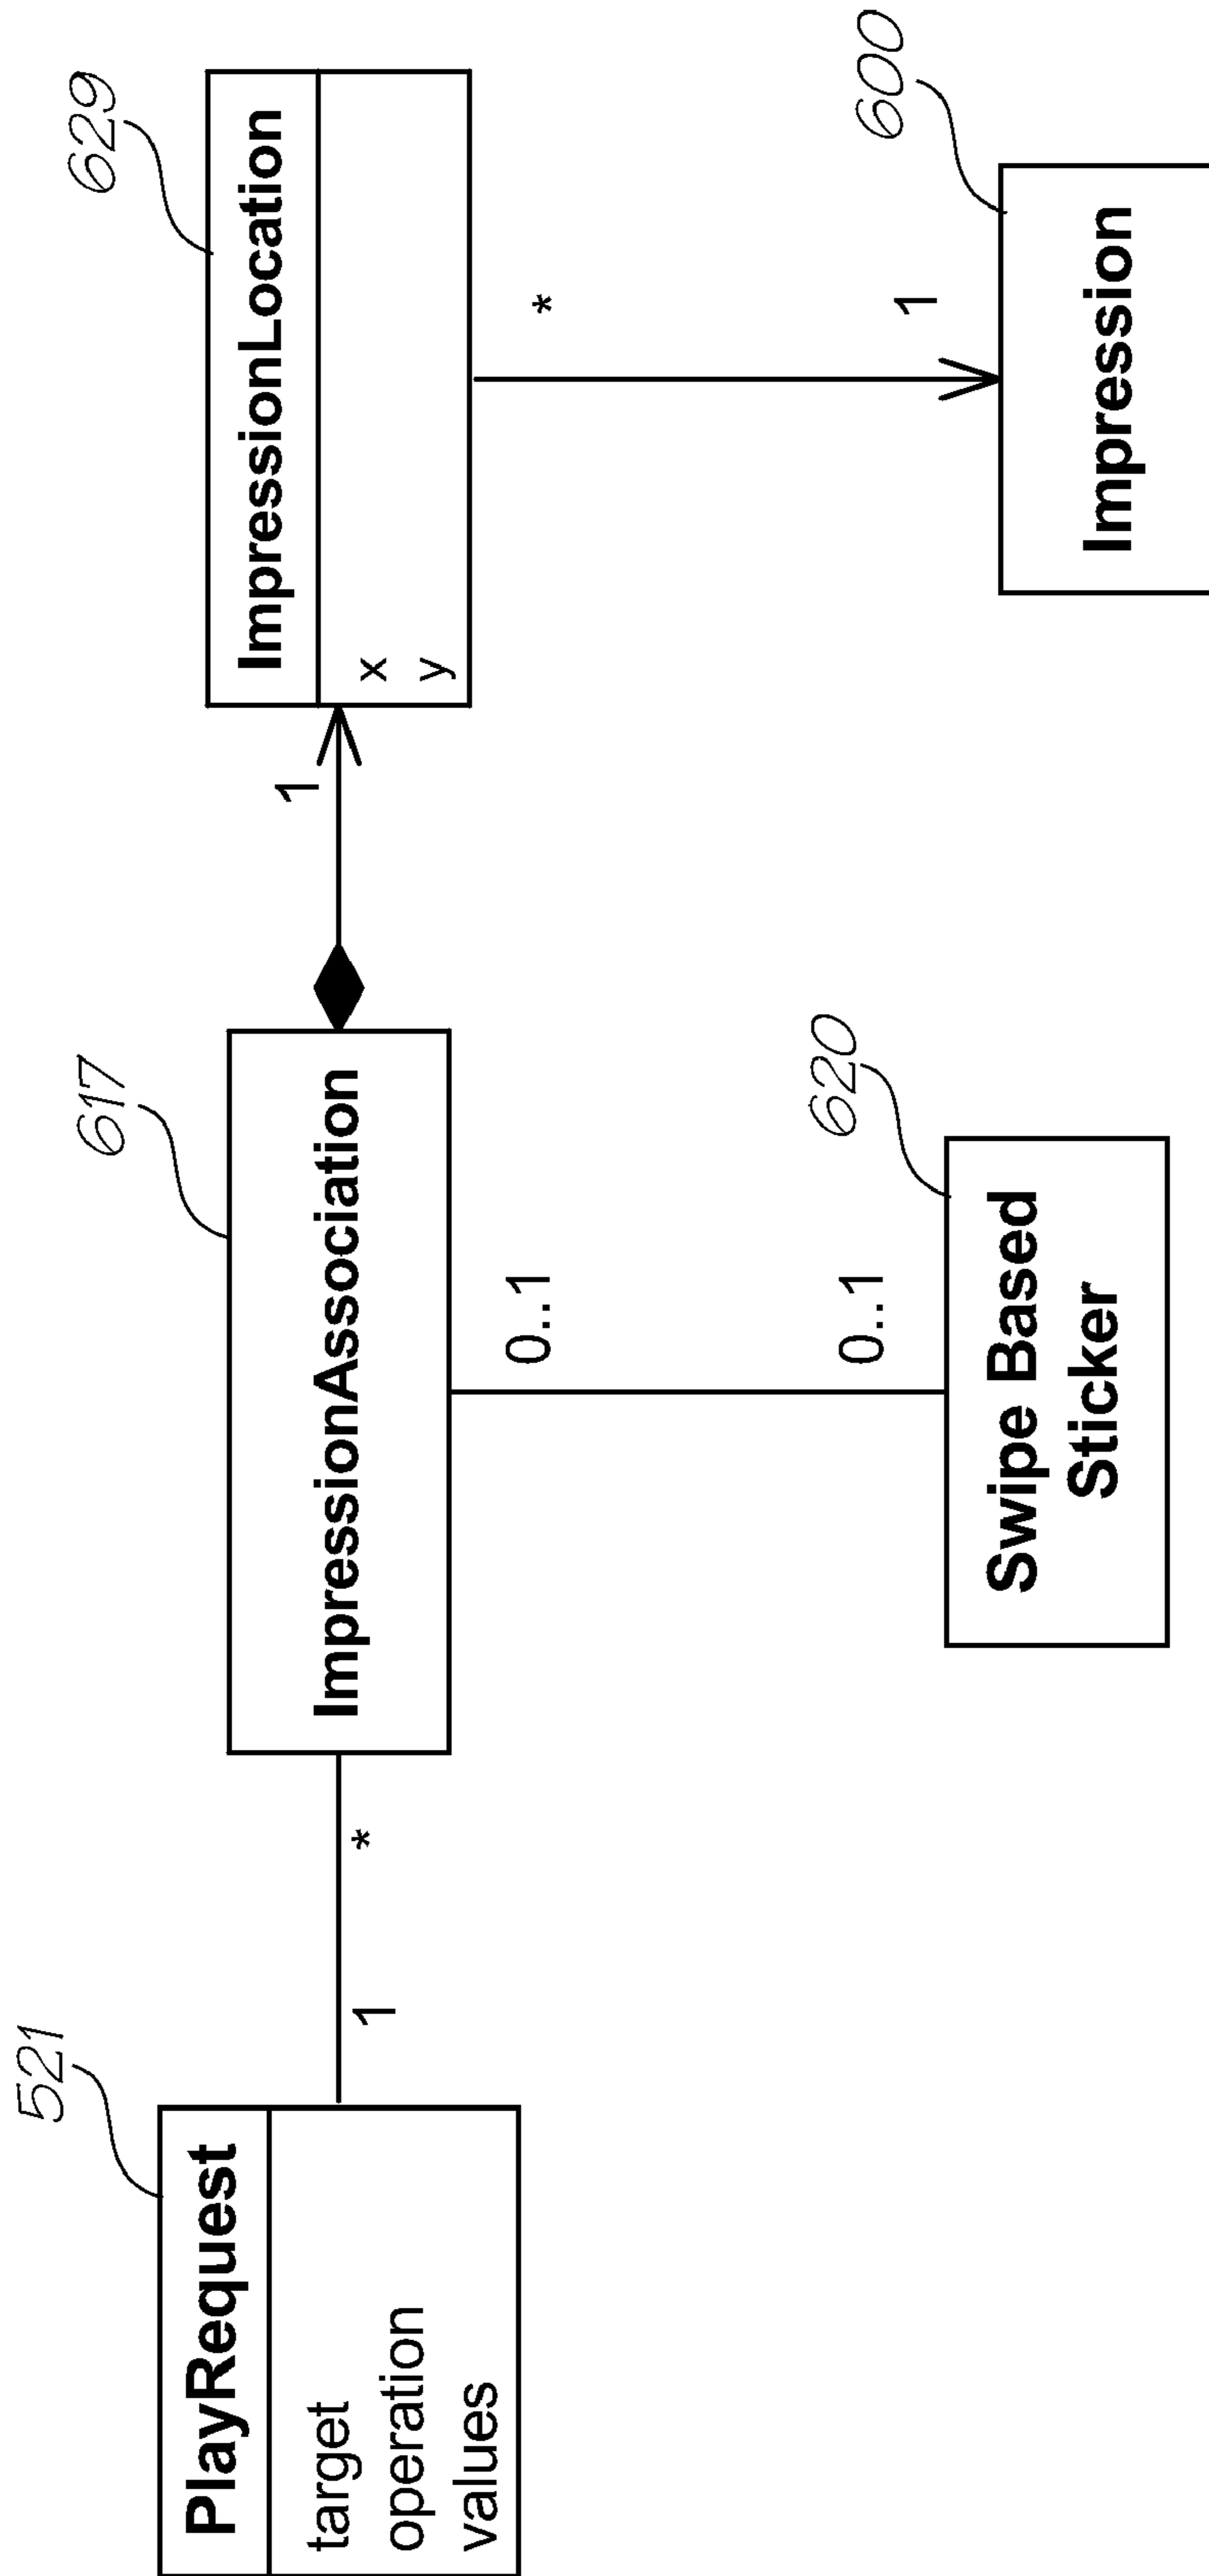 521
PlayRequest
target
operation
values
1
*
617
ImpressionAssociation
1
629
ImpressionLocation
x
y
0..1
0..1
620
Swipe Based
Sticker
*
1
600
Impression